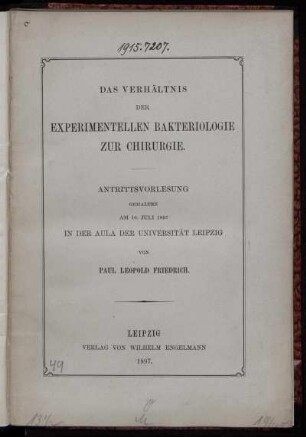 1915.7207.
DAS VERHÄLTNIS
DER
EXPERIMENTELLEN BAKTERIOLOGIE
ZUR CHIRURGIE.
ANTRITTSVORLESUNG
GEHALTEN
AM 10. JULI 1897
IN DER AULA DER UNIVERSITÄT LEIPZIG
VON
PAUL LEOPOLD FRIEDRICH.
LEIPZIG
VERLAG VON WILHELM ENGELMANN
1897.
49